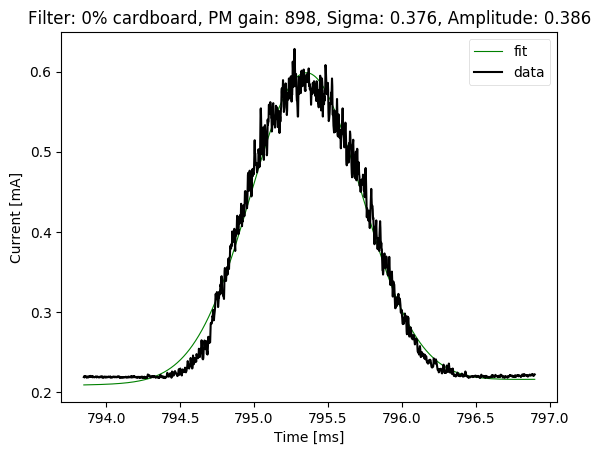 Filter: 0% cardboard, PM gain: 898, Sigma: 0.376, Amplitude: 0.386
fit
data
0.6
0.5
0.4
0.3
0.2
Current [mA]
794.0 794.5 795.0 795.5 796.0 796.5 797.0
Time [ms]